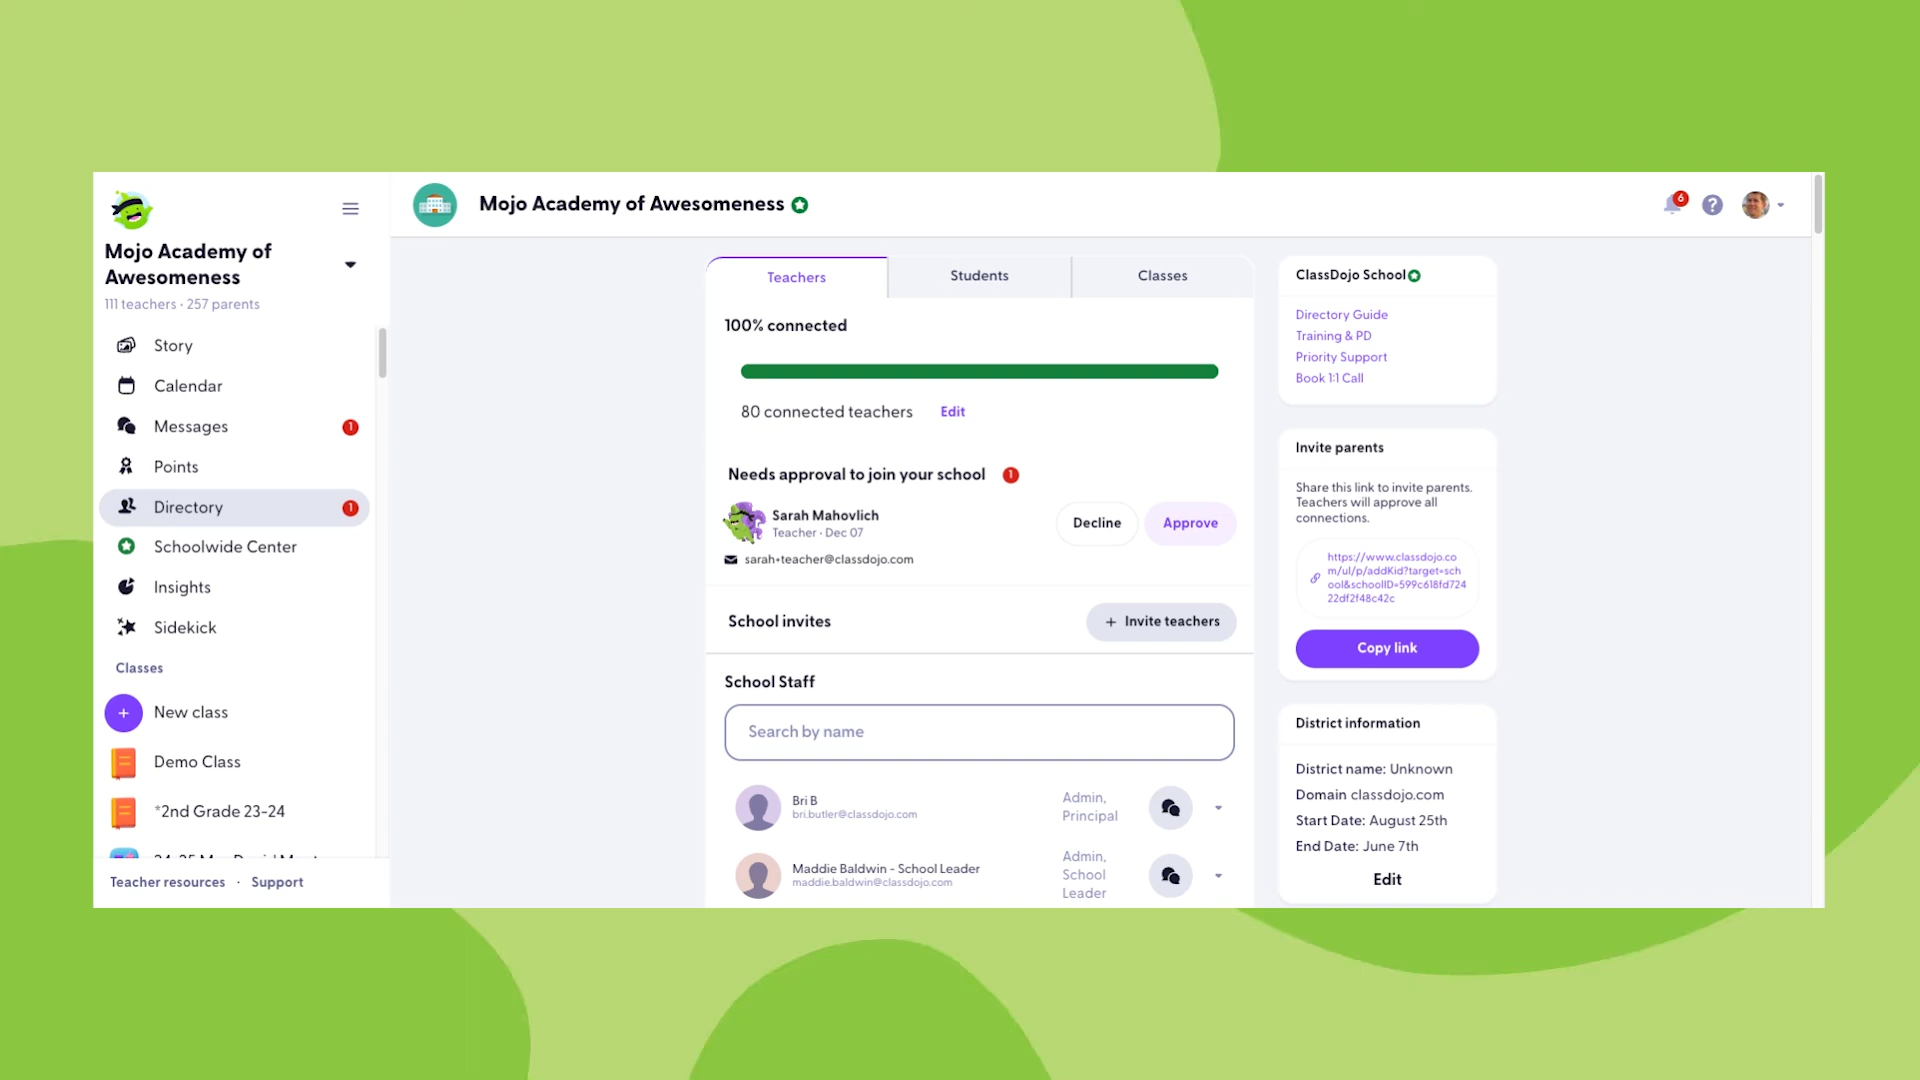 Mojo Academy of
Awesomeness
111 teachers · 257 parents
Story
Calendar
Messages
1
Points
Directory
1
Schoolwide Center
Insights
Sidekick
Classes
+
New class
Demo Class
*2nd Grade 23-24
Teacher resources · Support
Mojo Academy of Awesomeness
6
?
Teachers
Students
Classes
100% connected
80 connected teachers
Edit
Needs approval to join your school
1
Sarah Mahovlich
Teacher · Dec 07
sarah+teacher@classdojo.com
Decline
Approve
School invites
+ Invite teachers
School Staff
Search by name
Bri B
bri.butler@classdojo.com
Admin,
Principal
Maddie Baldwin - School Leader
maddie.baldwin@classdojo.com
Admin,
School
Leader
ClassDojo School
Directory Guide
Training & PD
Priority Support
Book 1:1 Call
Invite parents
Share this link to invite parents.
Teachers will approve all
connections.
https://www.classdojo.co
m/ul/p/addKid?target=sch
ool&schoolID=599c618fd724
22df2f48c42c
Copy link
District information
District name: Unknown
Domain classdojo.com
Start Date: August 25th
End Date: June 7th
Edit